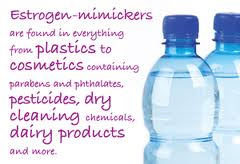 Estrogen-mimickers
are found in everything
from plastics to
cosmetics containing
parabens and phthalates,
pesticides, dry
cleaning chemicals,
dairy products
and more.